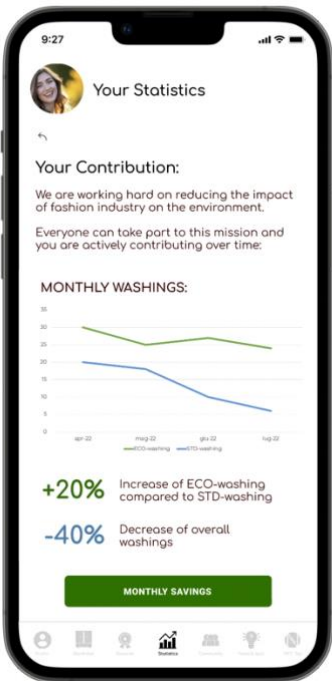 9:27
Your Statistics
Your Contribution:
We are working hard on reducing the impact
of fashion industry on the environment.
Everyone can take part to this mission and
you are actively contributing over time:
MONTHLY WASHINGS:
35
30
25
20
15
10
5
0
apr-22 mag-22 giu-22 lug-22
ECO-washing STD-washing
+20% Increase of ECO-washing
compared to STD-washing
-40% Decrease of overall
washings
MONTHLY SAVINGS
Statistics Community